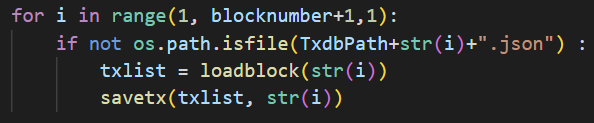 for i in range(1, blocknumber+1,1):
    if not os.path.isfile(TxdbPath+str(i)+".json") :
        txlist = loadblock(str(i))
        savetx(txlist, str(i))